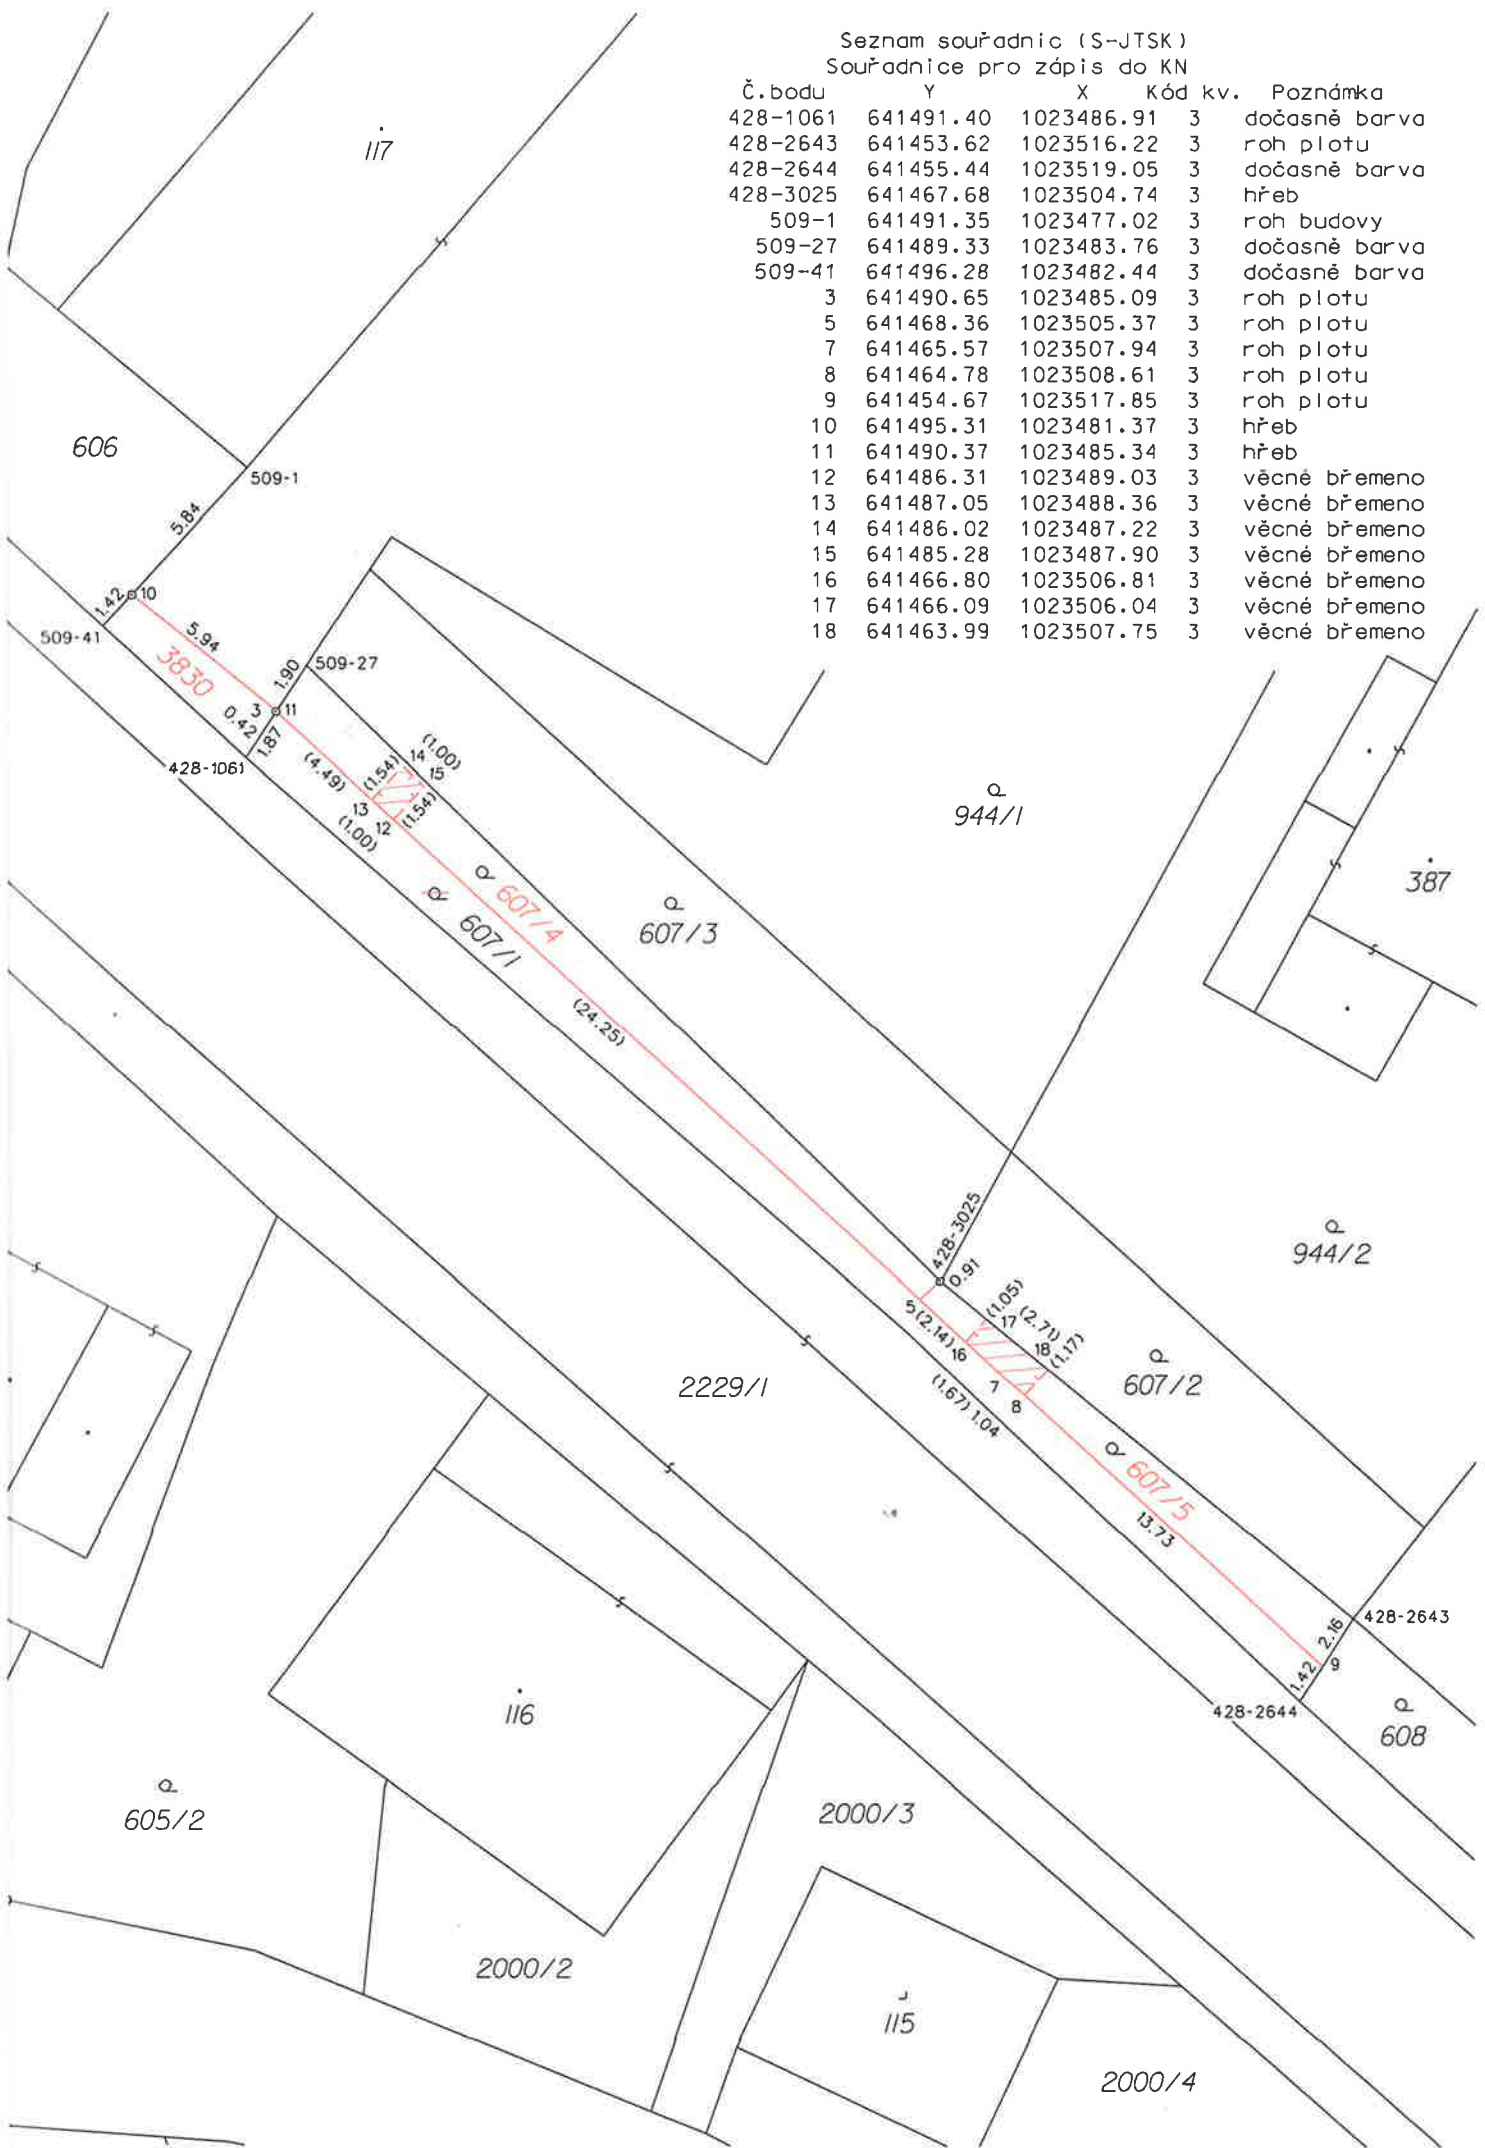 Seznam souřadnic (S-JTSK)
Souřadnice pro zápis do KN
Č.bodu Y X Kód kv. Poznámka
428-1061 641491.40 1023486.91 3 dočasně barva
428-2643 641453.62 1023516.22 3 roh plotu
428-2644 641455.44 1023519.05 3 dočasně barva
428-3025 641467.68 1023504.74 3 hřeb
509-1 641491.35 1023477.02 3 roh budovy
509-27 641489.33 1023483.76 3 dočasně barva
509-41 641496.28 1023482.44 3 dočasně barva
3 641490.65 1023485.09 3 roh plotu
5 641468.36 1023505.37 3 roh plotu
7 641465.57 1023507.94 3 roh plotu
8 641464.78 1023508.61 3 roh plotu
9 641454.67 1023517.85 3 roh plotu
10 641495.31 1023481.37 3 hřeb
11 641490.37 1023485.34 3 hřeb
12 641486.31 1023489.03 3 věcné břemeno
13 641487.05 1023488.36 3 věcné břemeno
14 641486.02 1023487.22 3 věcné břemeno
15 641485.28 1023487.90 3 věcné břemeno
16 641466.80 1023506.81 3 věcné břemeno
17 641466.09 1023506.04 3 věcné břemeno
18 641463.99 1023507.75 3 věcné břemeno
117
606
509-1
5.84
1.42
10
509-41
5.94
3830
1.90
509-27
3
11
0.42
1.87
428-1061
(4.49)
(1.54)
14
(1.00)
15
13
12
(1.54)
(1.00)
944/1
387
607/4
607/1
607/3
(24.25)
428-3025
0.91
944/2
5
(2.14)
16
(1.05)
17
(2.71)
18
(1.17)
7
8
(1.67)
1.04
607/2
2229/1
607/5
13.73
428-2643
2.16
9
1.42
428-2644
608
116
605/2
2000/3
2000/2
115
2000/4